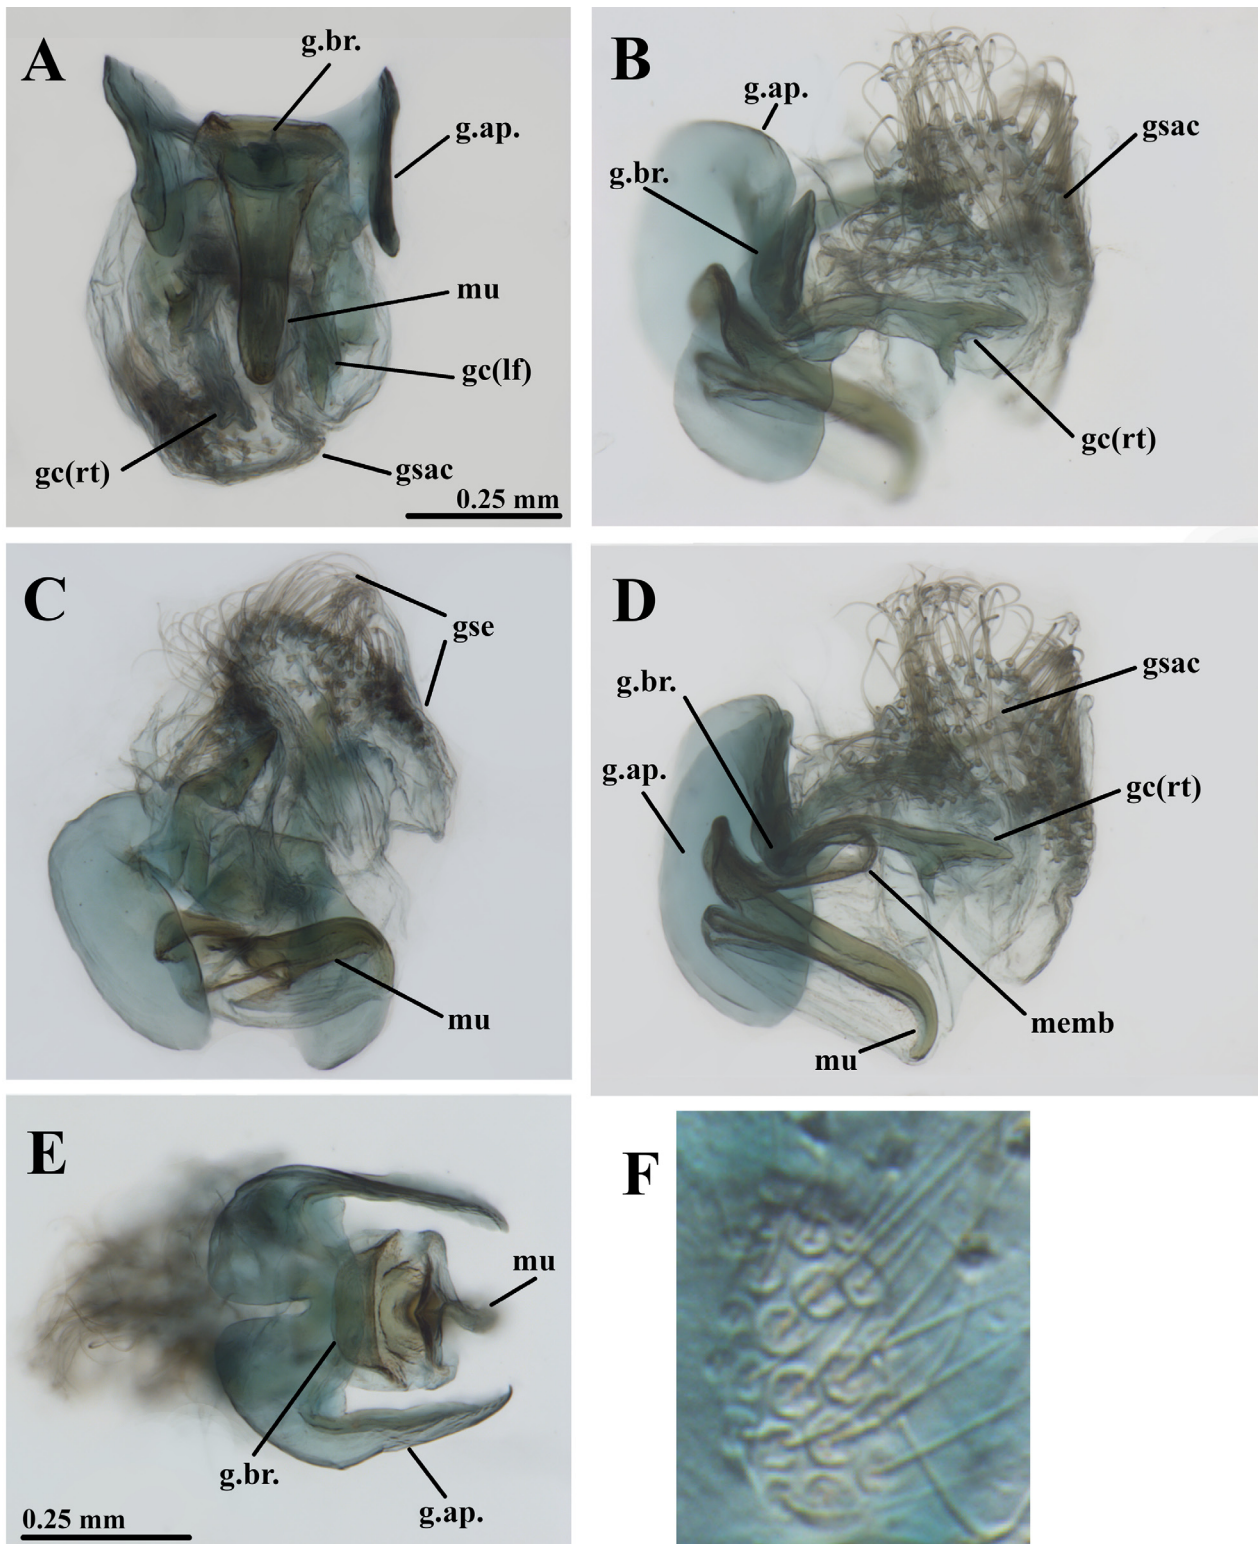 A
g.br.
g.ap.
mu
gc(lf)
gc(rt)
gsac
0.25 mm
B
g.ap.
g.br.
gsac
gc(rt)
C
gse
mu
D
g.br.
gsac
g.ap.
gc(rt)
memb
mu
E
mu
g.br.
g.ap.
0.25 mm
F